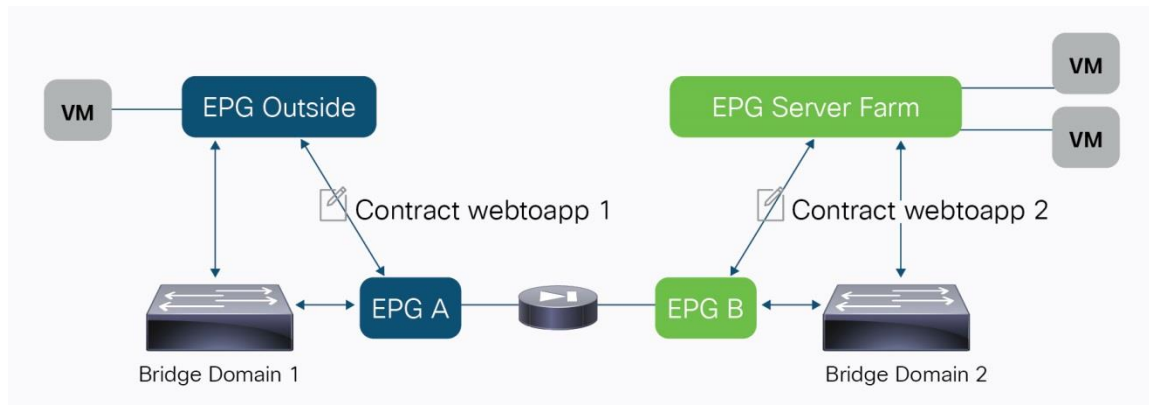 VM
EPG Outside
EPG Server Farm
VM
VM
Contract webtoapp 1
Contract webtoapp 2
EPG A
EPG B
Bridge Domain 1
Bridge Domain 2